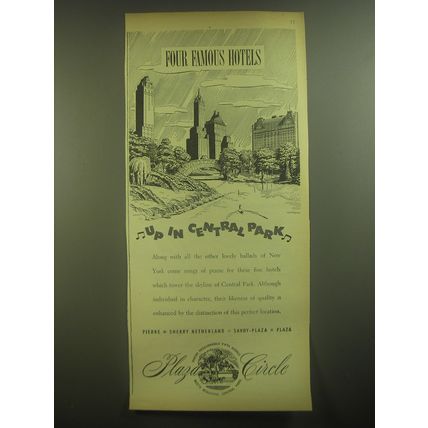 FOUR FAMOUS HOTELS
UP IN CENTRAL PARK
Along with all the other lovely ballads of New
York come songs of praise for these fine hotels
which tower the skyline of Central Park. Although
individual in character, their likeness of quality is
enhanced by the distinction of this perfect location.
PIERRE SHERRY NETHERLAND SAVOY-PLAZA PLAZA
Plaza Circle